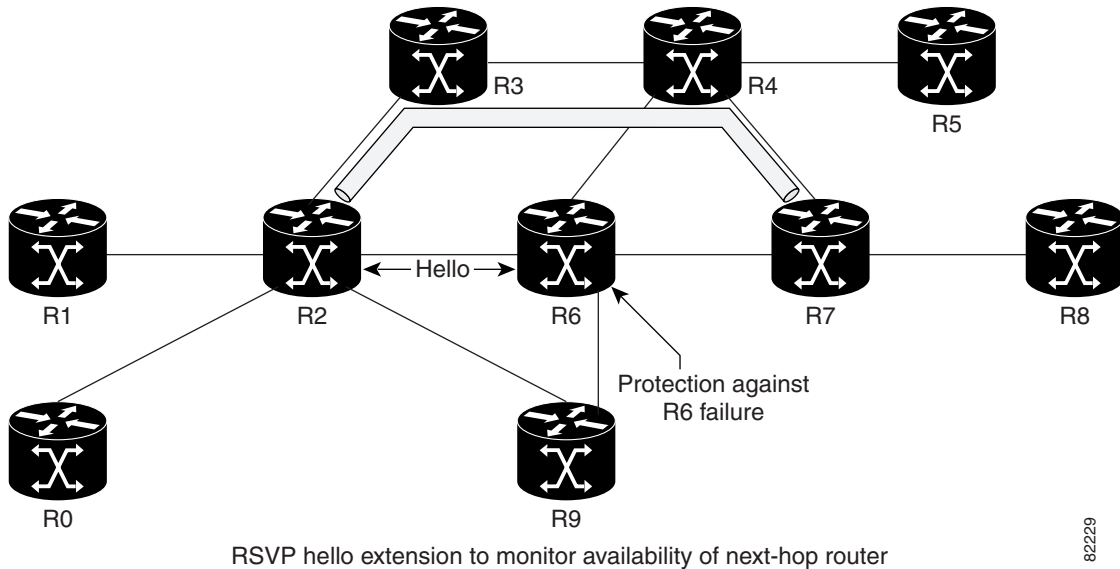 R3
R4
R5
Hello
R1
R2
R6
R7
R8
Protection against
R6 failure
R0
R9
RSVP hello extension to monitor availability of next-hop router
82229